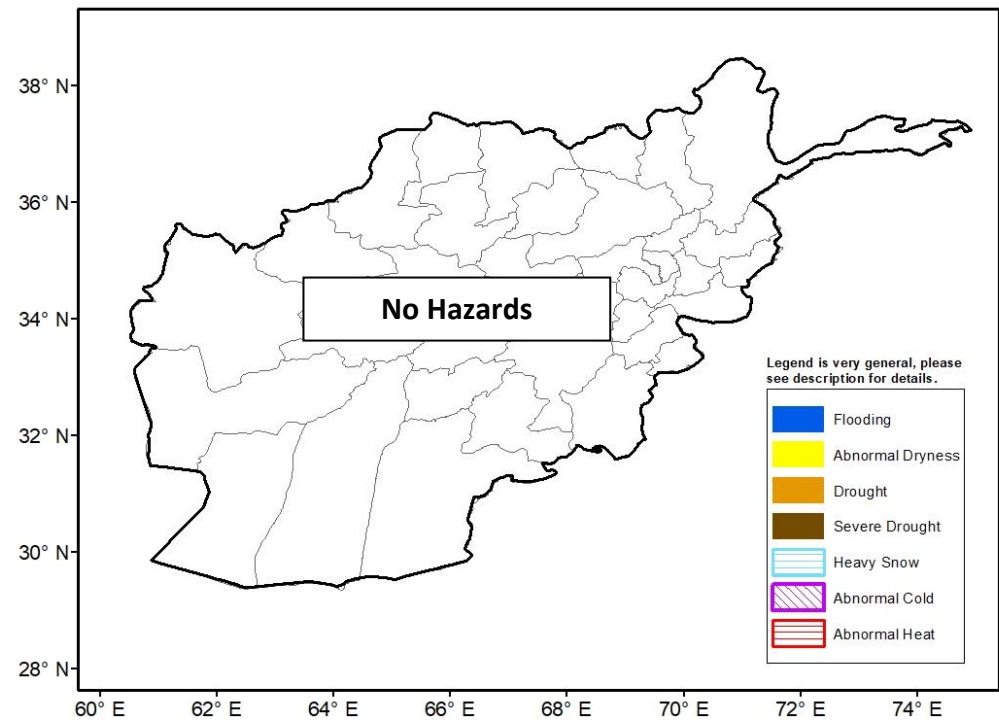 38° N
36° N
34° N
32° N
30° N
28° N
No Hazards
Legend is very general, please
see description for details.
Flooding
Abnormal Dryness
Drought
Severe Drought
Heavy Snow
Abnormal Cold
Abnormal Heat
60° E 62° E 64° E 66° E 68° E 70° E 72° E 74° E